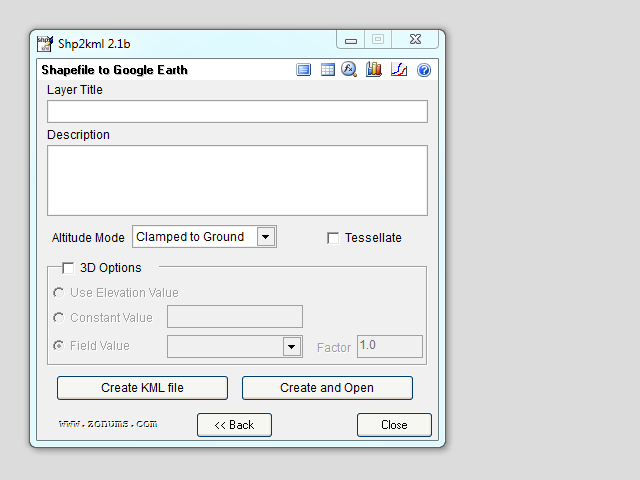 Shp2kml 2.1b
Shapefile to Google Earth
Layer Title
Description
Altitude Mode Clamped to Ground Tessellate
3D Options
Use Elevation Value
Constant Value
Field Value Factor 1.0
Create KML file Create and Open
www.zonums.com << Back Close